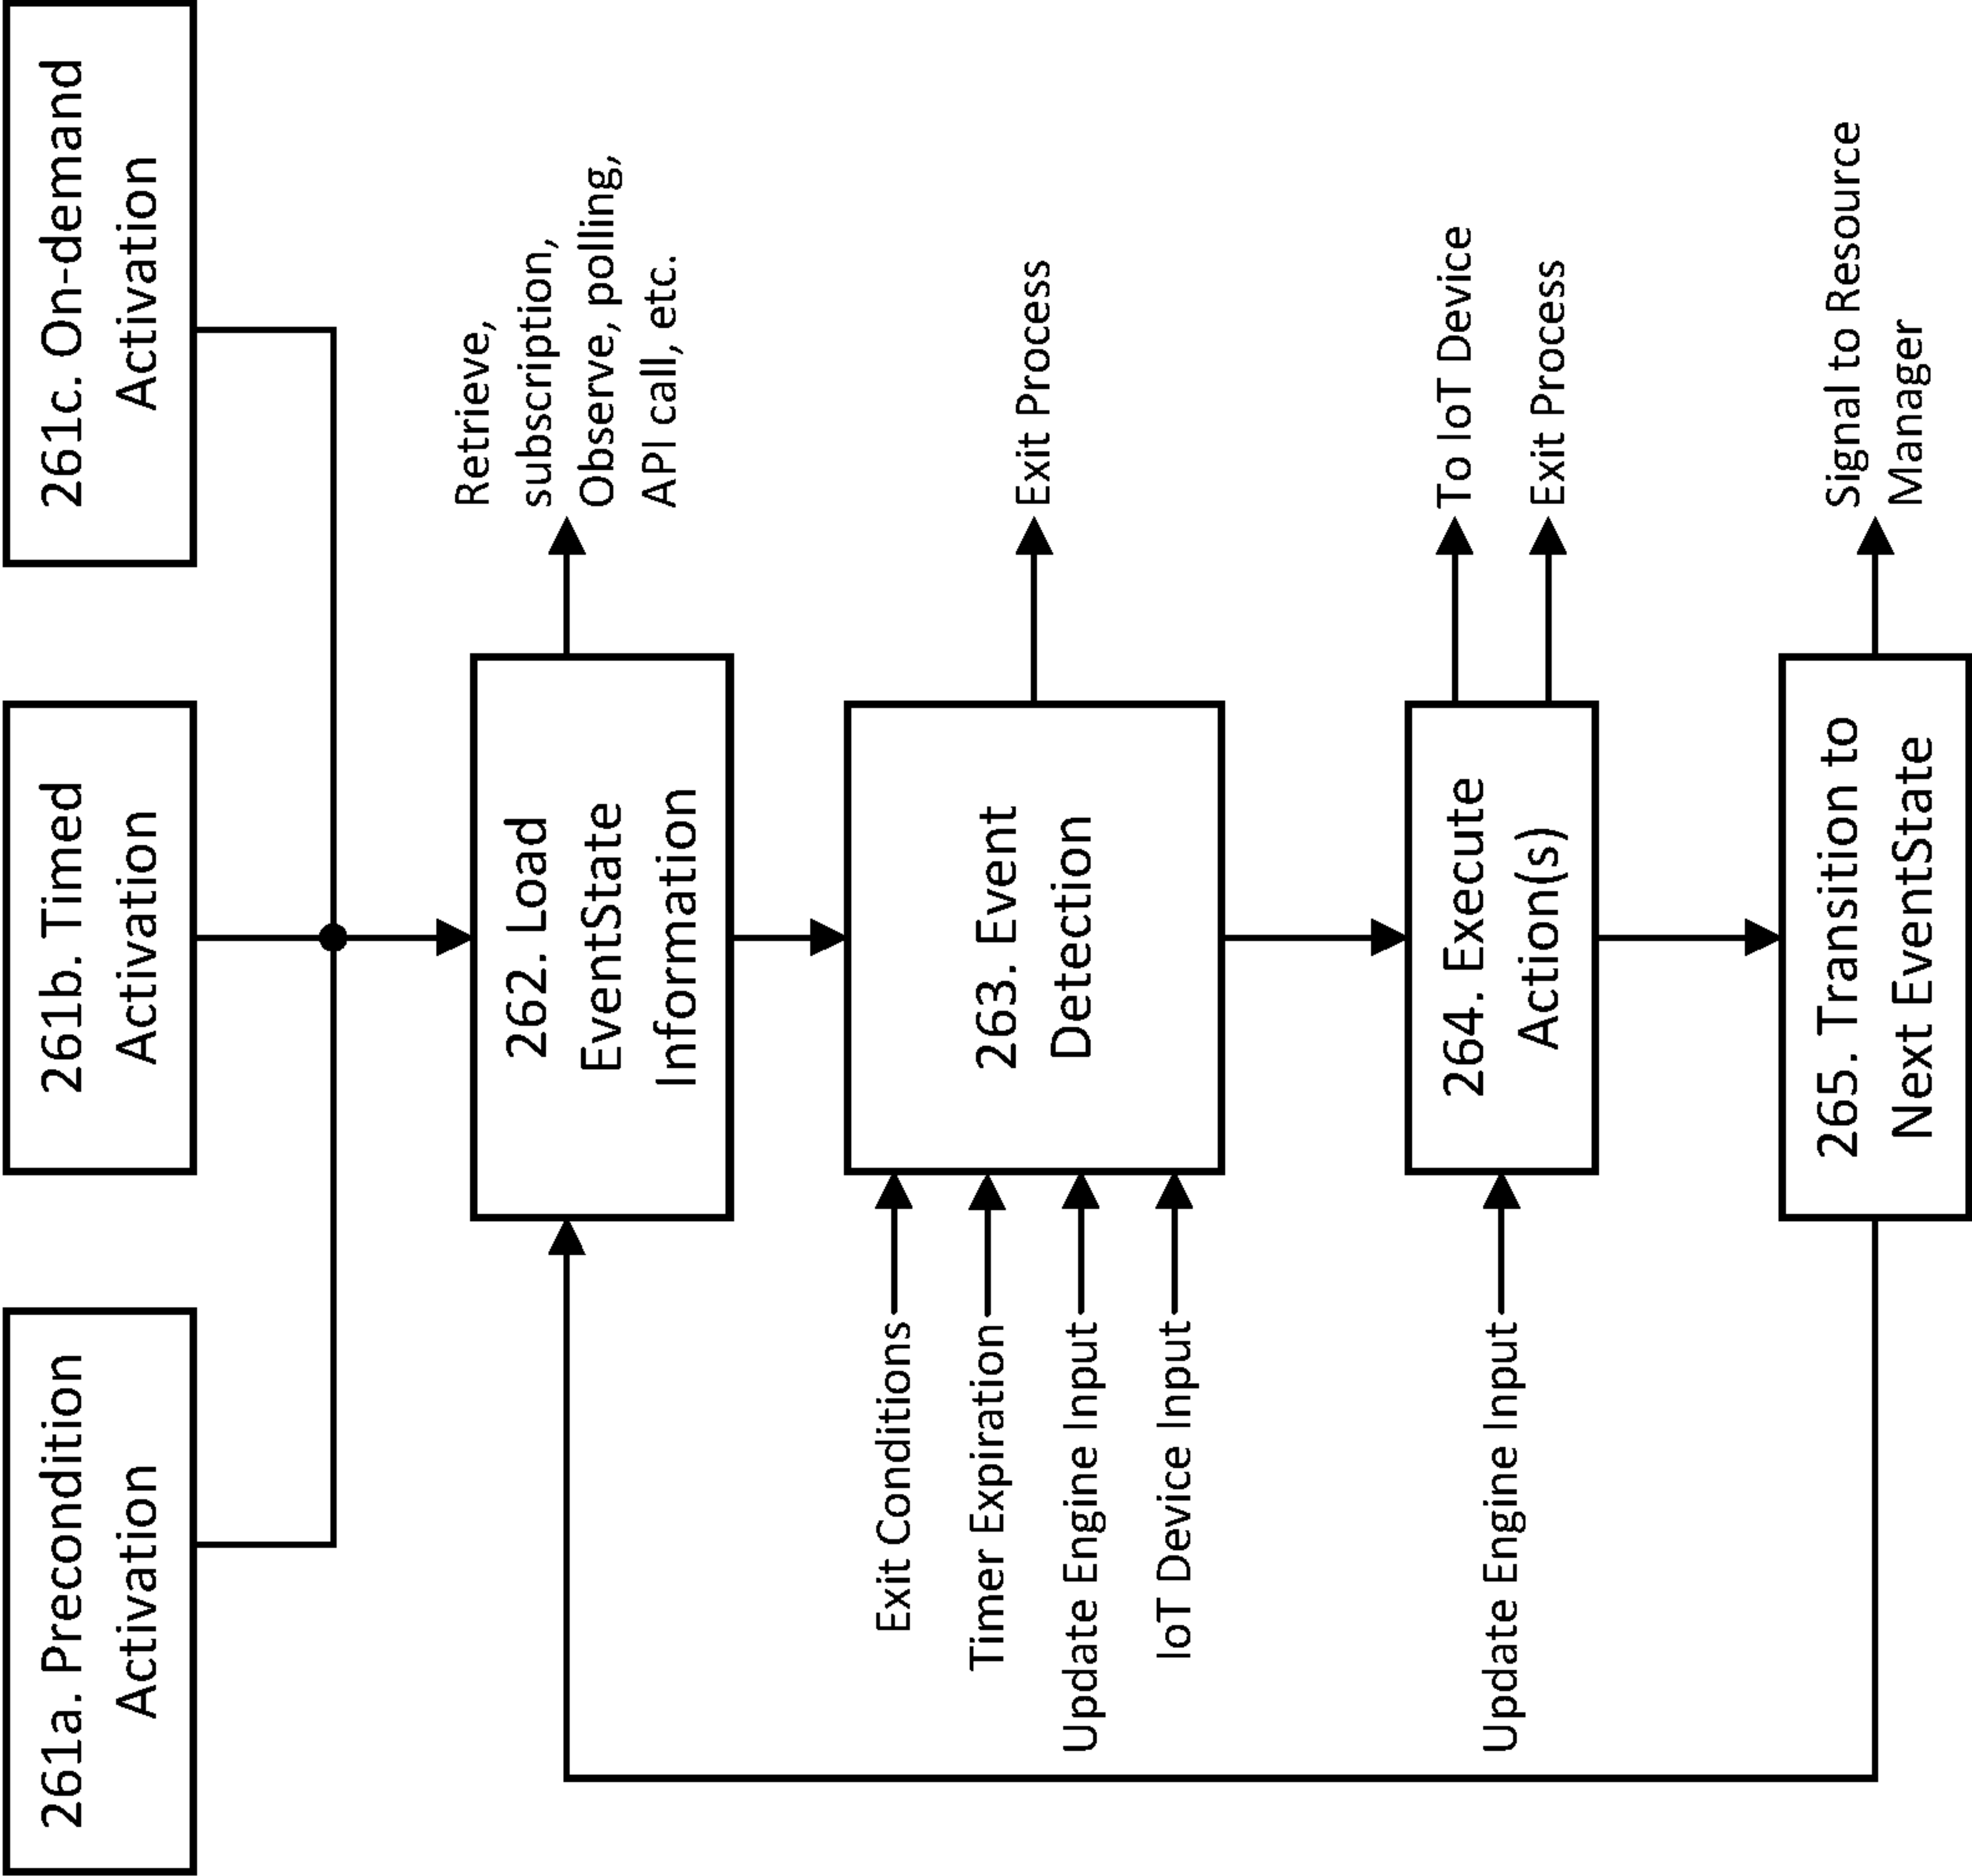 261a. Precondition
Activation
261b. Timed
Activation
261c. On-demand
Activation
262. Load
EventState
Information
Retrieve,
subscription,
Observe, polling,
API call, etc.
Exit Conditions
Timer Expiration
Update Engine Input
IoT Device Input
263. Event
Detection
Exit Process
Update Engine Input
264. Execute
Action(s)
To IoT Device
Exit Process
265. Transition to
Next EventState
Signal to Resource
Manager